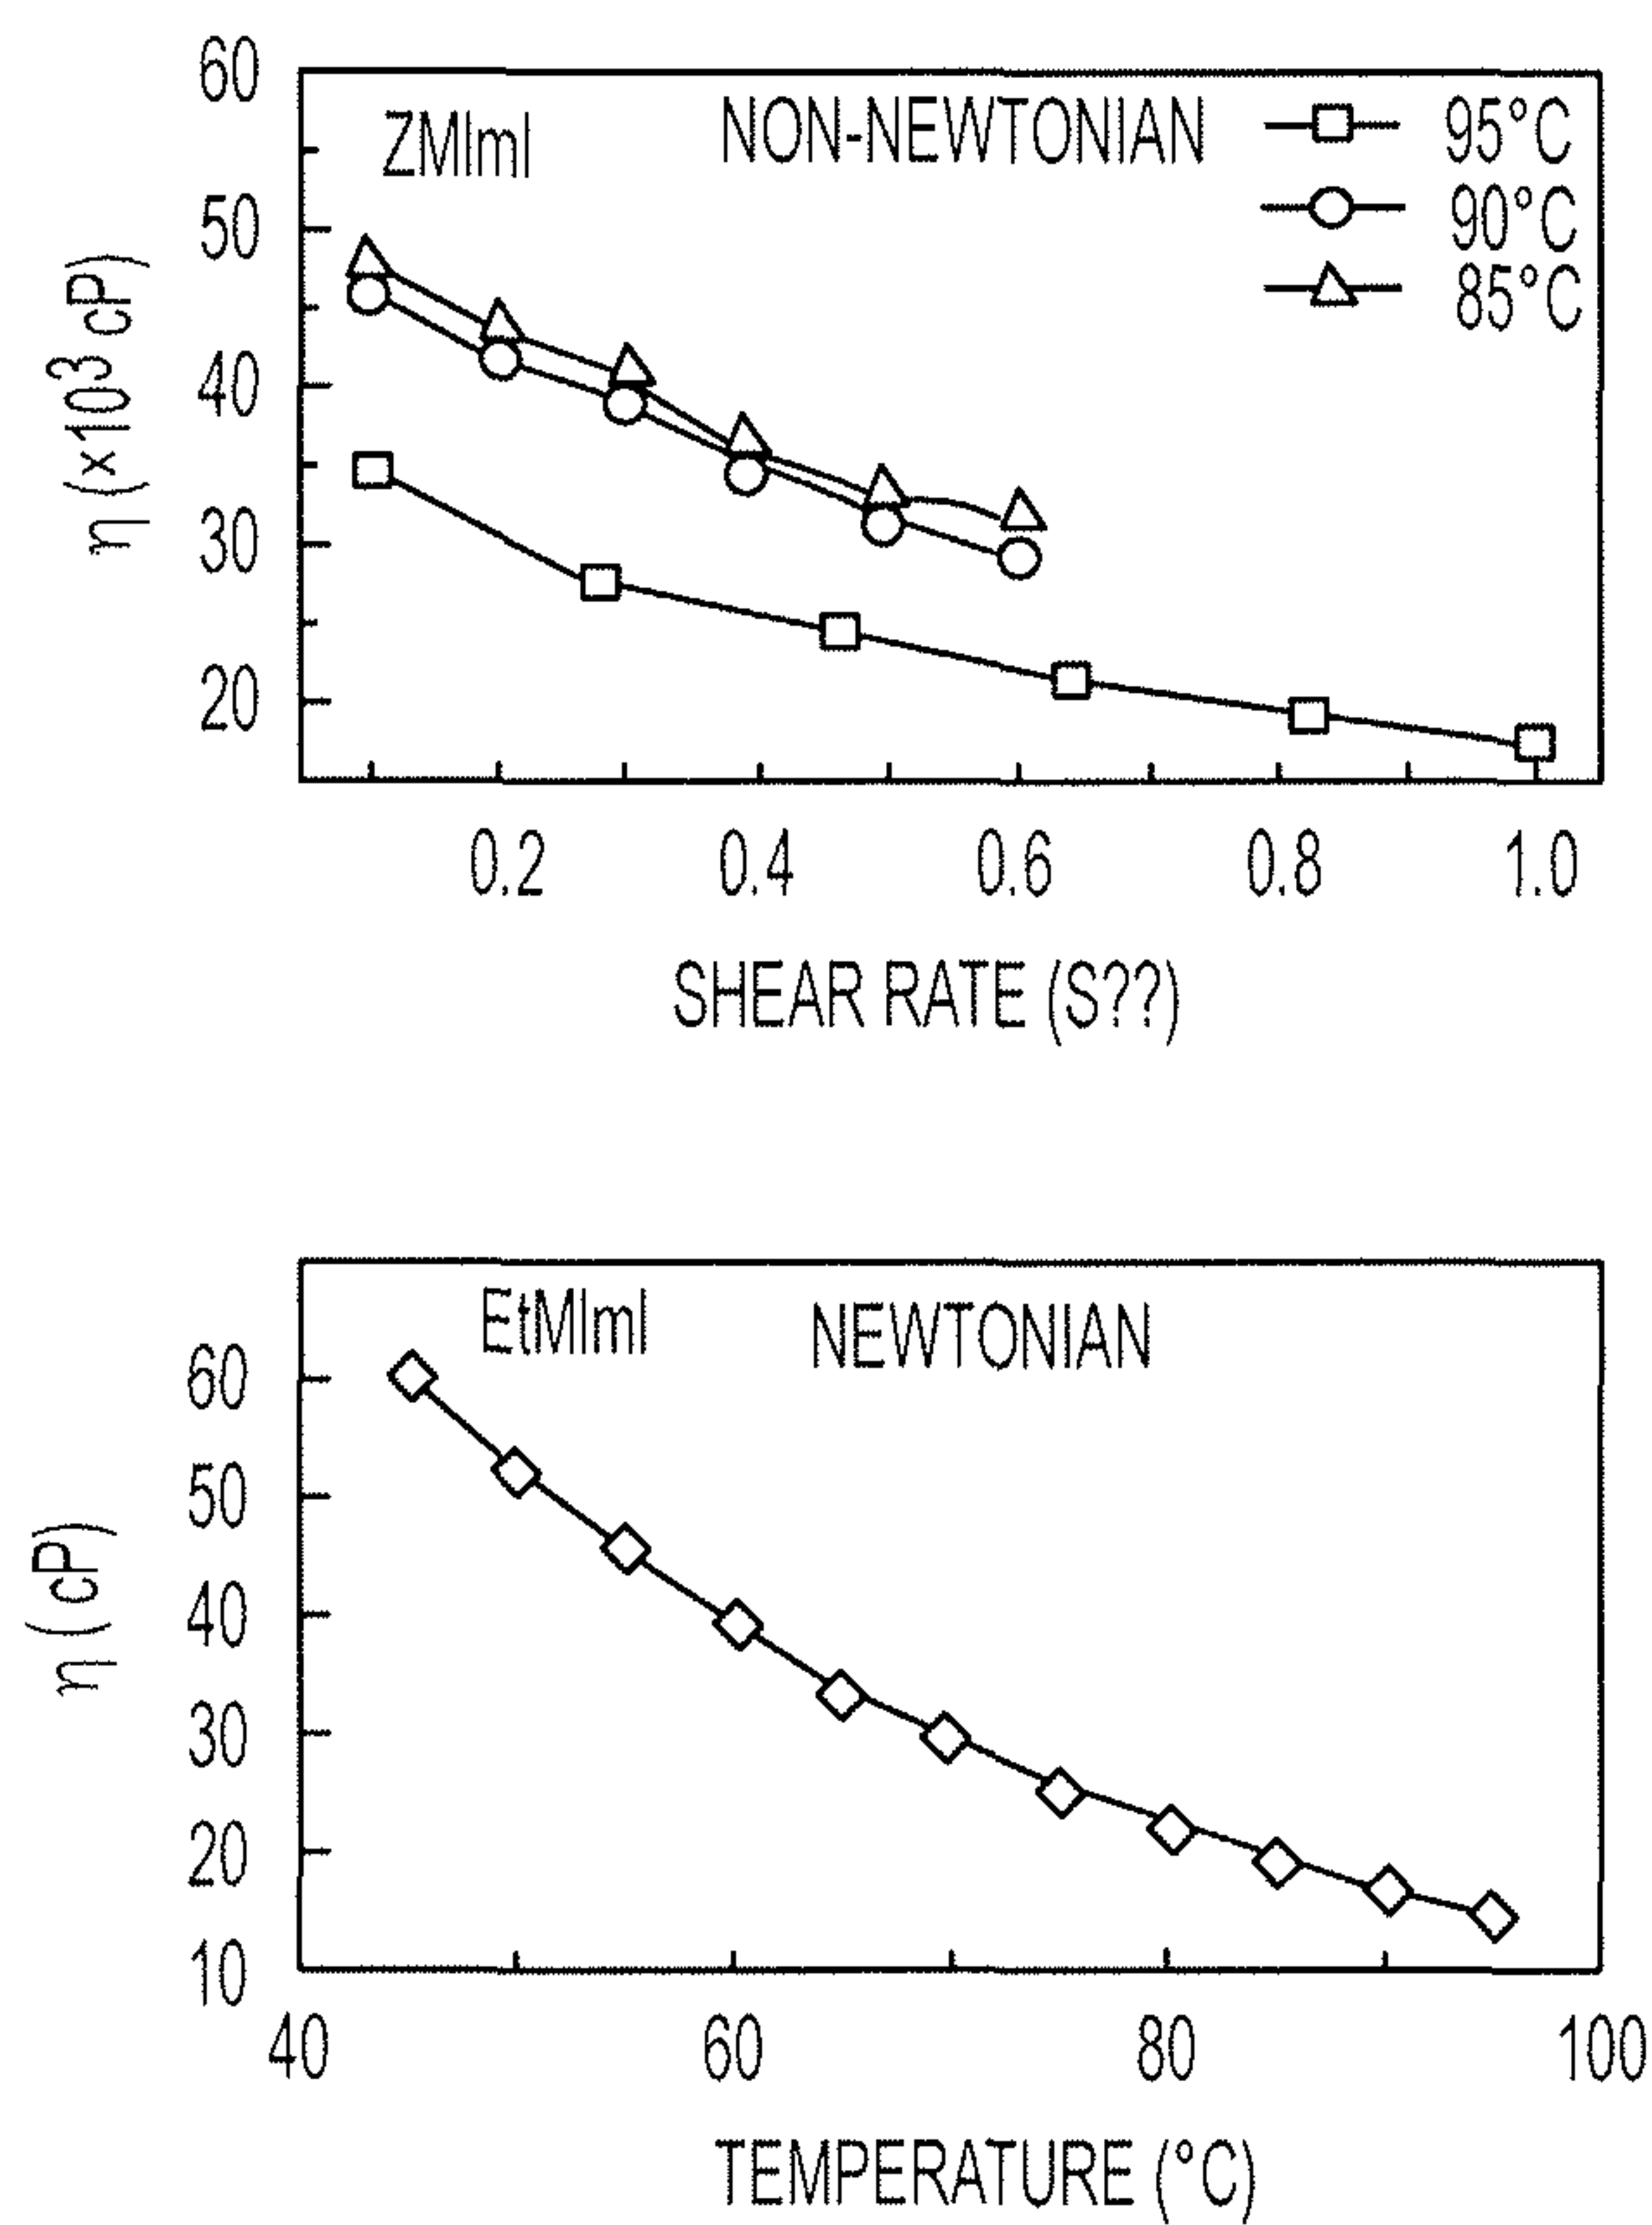 60
ZMImI NON-NEWTONIAN
95°C
90°C
85°C
50
40
30
20
η (x10³ cP)
0.2 0.4 0.6 0.8 1.0
SHEAR RATE (S??)
EtMImI NEWTONIAN
60
50
40
30
20
10
η ( cP)
40 60 80 100
TEMPERATURE (°C)